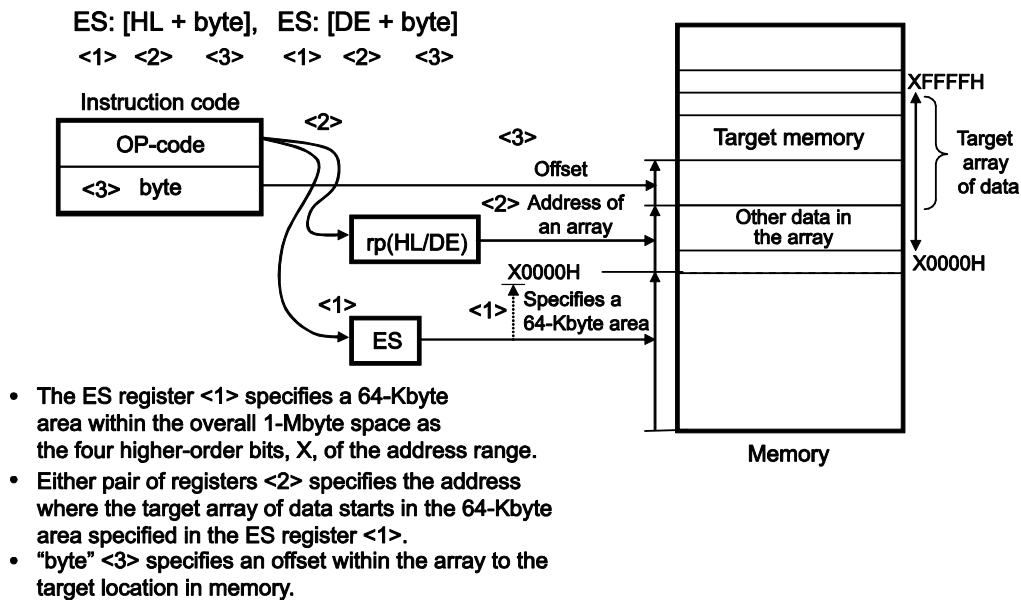 ES: [HL + byte], ES: [DE + byte]
<1> <2> <3> <1> <2> <3>
Instruction code
OP-code
<3> byte
<2>
<3>
Offset
<2> Address of
an array
rp(HL/DE)
X0000H
<1>
<1>
Specifies a
64-Kbyte area
ES
XFFFFH
Target memory
Target
array
of data
Other data in
the array
X0000H
Memory
• The ES register <1> specifies a 64-Kbyte
area within the overall 1-Mbyte space as
the four higher-order bits, X, of the address range.
• Either pair of registers <2> specifies the address
where the target array of data starts in the 64-Kbyte
area specified in the ES register <1>.
• “byte” <3> specifies an offset within the array to the
target location in memory.